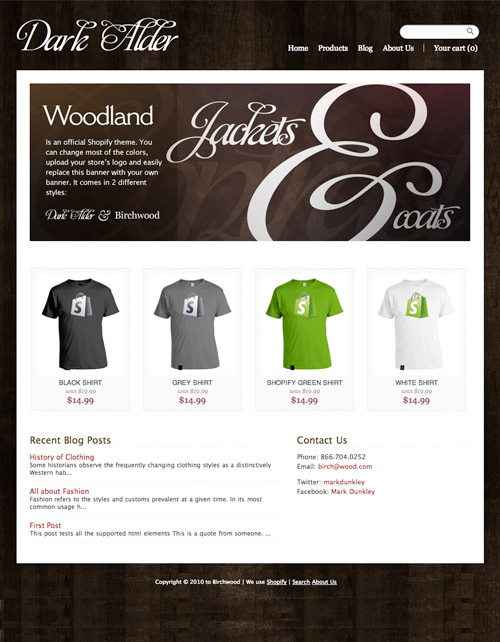 Dark Alder
Home Products Blog About Us | Your cart (0)
Woodland
Is an official Shopify theme. You
can change most of the colors,
upload your store's logo and easily
replace this banner with your own
banner. It comes in 2 different
styles:
Dark Alder & Birchwood
Jackets
&
coats
S
S
S
S
BLACK SHIRT
was $19.99
$14.99
GREY SHIRT
was $19.99
$14.99
SHOPIFY GREEN SHIRT
was $19.99
$14.99
WHITE SHIRT
was $19.99
$14.99
Recent Blog Posts
History of Clothing
Some historians observe the frequently changing clothing styles as a distinctively
Western hab...
All about Fashion
Fashion refers to the styles and customs prevalent at a given time. In its most
common usage h...
First Post
This post tests all the supported html elements This is a quote from someone. ...
Contact Us
Phone: 866.704.0252
Email: birch@wood.com
Twitter: markdunkley
Facebook: Mark Dunkley
Copyright © 2010 to Birchwood | We use Shopify | Search About Us